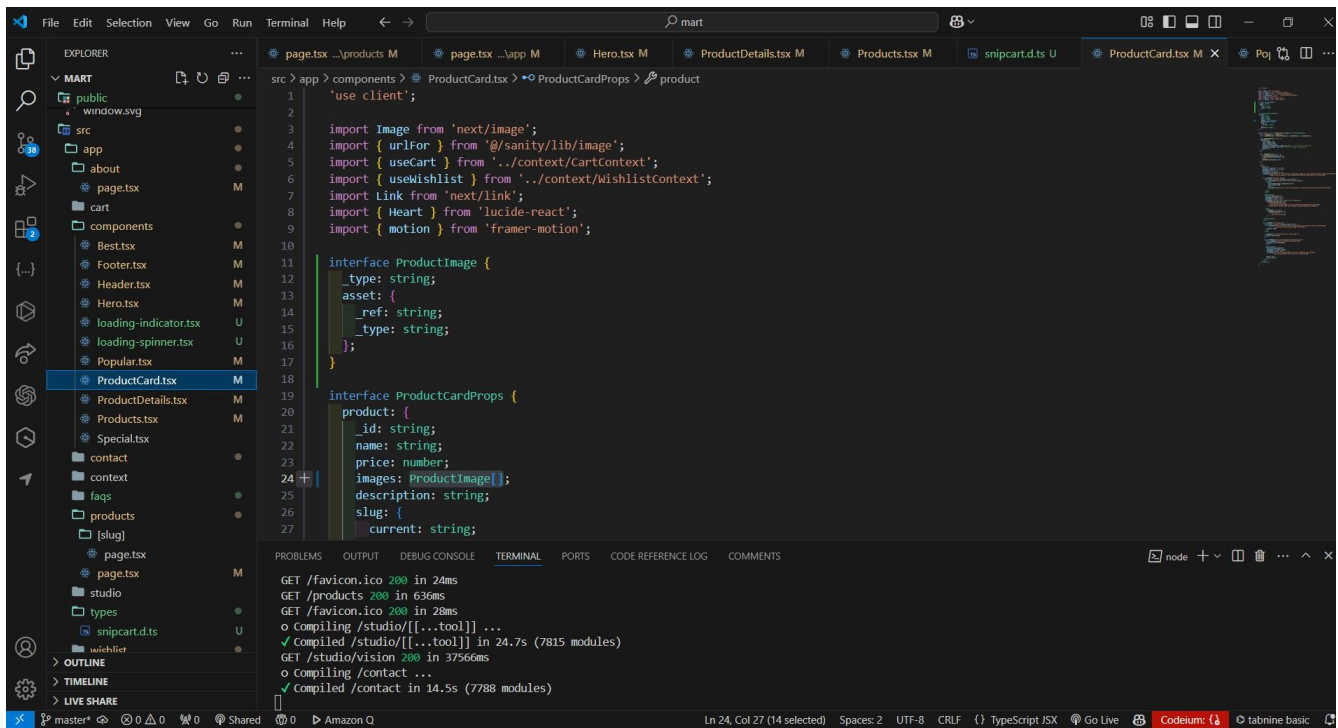 File Edit Selection View Go Run Terminal Help mart
EXPLORER
MART
public
window.svg
src
app
about
page.tsx M
cart
components
Best.tsx M
Footer.tsx M
Header.tsx M
Hero.tsx M
loading-indicator.tsx U
loading-spinner.tsx U
Popular.tsx M
ProductCard.tsx M
ProductDetails.tsx M
Products.tsx M
Special.tsx
contact
context
faqs
products
[slug]
page.tsx
page.tsx M
studio
types
snipcart.d.ts U
wishlist
OUTLINE
TIMELINE
LIVE SHARE
38
2
page.tsx ...\products M page.tsx ...\app M Hero.tsx M ProductDetails.tsx M Products.tsx M snipcart.d.ts U ProductCard.tsx M
src > app > components > ProductCard.tsx > ProductCardProps > product
1 'use client';
2
3 import Image from 'next/image';
4 import { urlFor } from '@/sanity/lib/image';
5 import { useCart } from '../context/CartContext';
6 import { useWishlist } from '../context/WishlistContext';
7 import Link from 'next/link';
8 import { Heart } from 'lucide-react';
9 import { motion } from 'framer-motion';
10
11 interface ProductImage {
12 _type: string;
13 asset: {
14 _ref: string;
15 _type: string;
16 };
17 }
18
19 interface ProductCardProps {
20 product: {
21 _id: string;
22 name: string;
23 price: number;
24 images: ProductImage[];
25 description: string;
26 slug: {
27 current: string;
PROBLEMS OUTPUT DEBUG CONSOLE TERMINAL PORTS CODE REFERENCE LOG COMMENTS node
GET /favicon.ico 200 in 24ms
GET /products 200 in 636ms
GET /favicon.ico 200 in 28ms
○ Compiling /studio/[[...tool]] ...
✓ Compiled /studio/[[...tool]] in 24.7s (7815 modules)
GET /studio/vision 200 in 37566ms
○ Compiling /contact ...
✓ Compiled /contact in 14.5s (7788 modules)
master* 0 0 0 Shared 0 Amazon Q Ln 24, Col 27 (14 selected) Spaces: 2 UTF-8 CRLF {} TypeScript JSX Go Live Codeium: {} tabnine basic